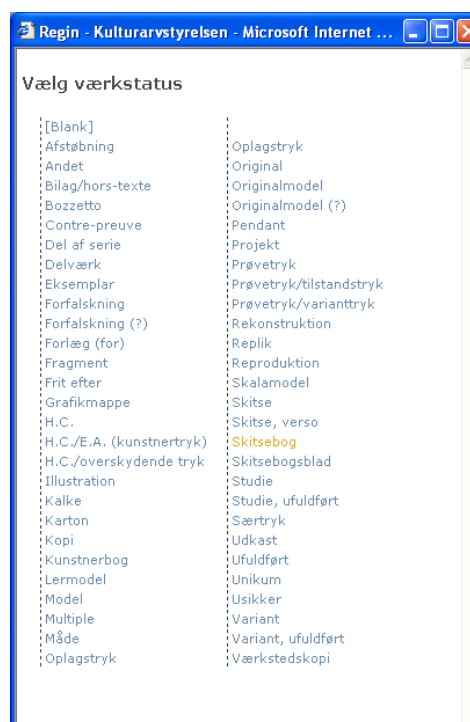 Regin - Kulturarvstyrelsen - Microsoft Internet ...
Vælg værkstatus
[Blank]
Afstøbning
Andet
Bilag/hors-texte
Bozzetto
Contre-preuve
Del af serie
Delværk
Eksemplar
Forfalskning
Forfalskning (?)
Forlæg (for)
Fragment
Frit efter
Grafikmappe
H.C.
H.C./E.A. (kunstnertryk)
H.C./overskydende tryk
Illustration
Kalke
Karton
Kopi
Kunstnerbog
Lermodel
Model
Multiple
Måde
Oplagstryk
Oplagstryk
Original
Originalmodel
Originalmodel (?)
Pendant
Projekt
Prøvetryk
Prøvetryk/tilstandstryk
Prøvetryk/varianttryk
Rekonstruktion
Replik
Reproduktion
Skalamodel
Skitse
Skitse, verso
Skitsebog
Skitsebogsblad
Studie
Studie, ufuldført
Særtryk
Udkast
Ufuldført
Unikum
Usikker
Variant
Variant, ufuldført
Værkstedskopi